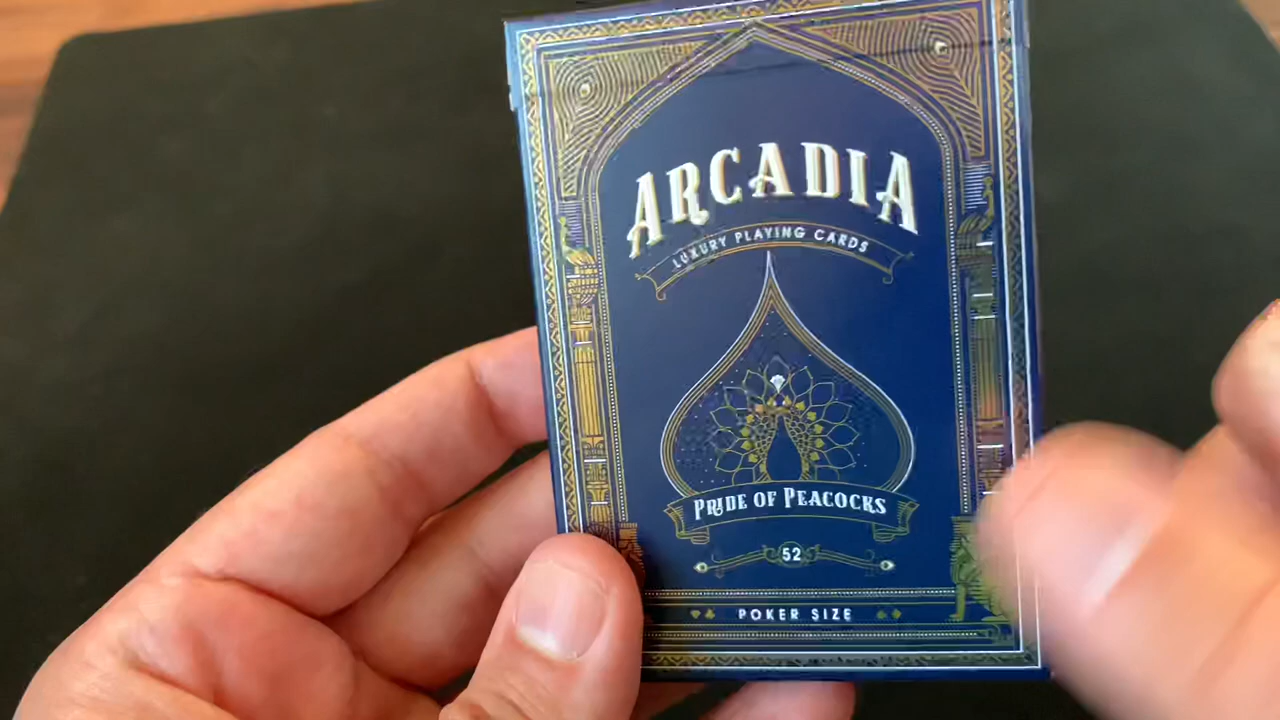 ARCADIA
LUXURY PLAYING CARDS
PRIDE OF PEACOCKS
52
POKER SIZE